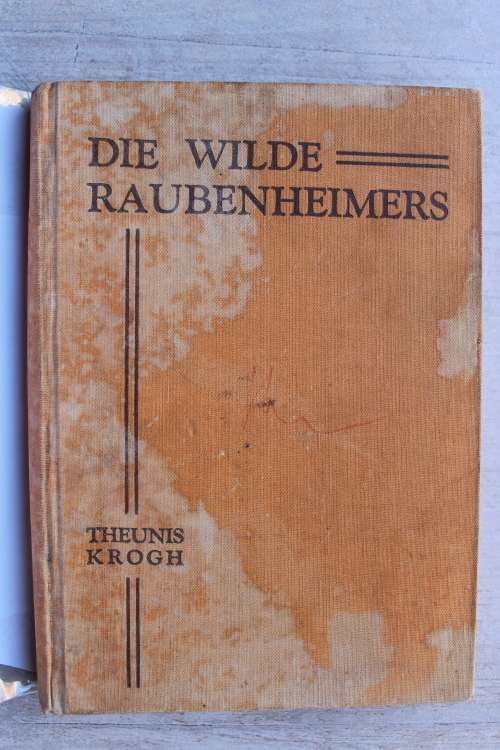 DIE WILDE
RAUBENHEIMERS
THEUNIS
KROGH